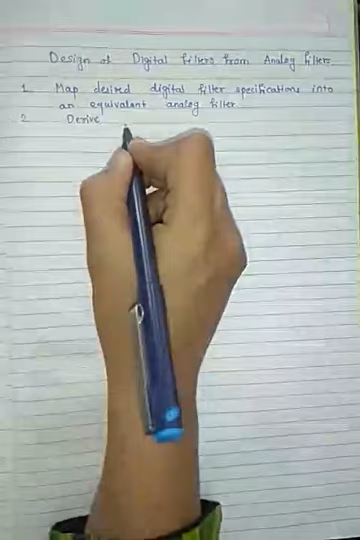 Design of Digital filters from Analog filters
1. Map desired digital filter specifications into
an equivalent analog filter.
2. Derive